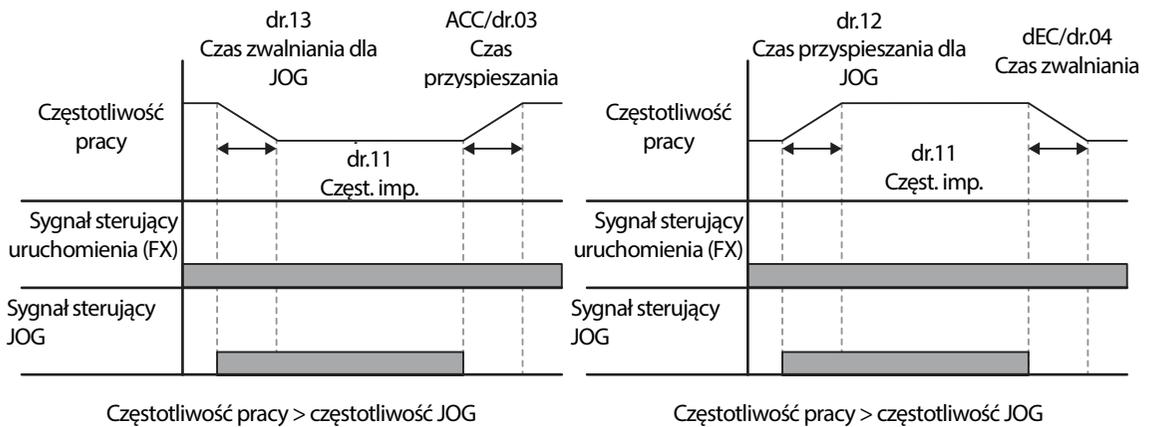 dr.13
Czas zwalniania dla
JOG
ACC/dr.03
Czas
przyspieszania
Częstotliwość
pracy
dr.11
Częst. imp.
Sygnał sterujący
uruchomienia (FX)
Sygnał sterujący
JOG
Częstotliwość pracy > częstotliwość JOG
dr.12
Czas przyspieszania dla
JOG
dEC/dr.04
Czas zwalniania
Częstotliwość
pracy
dr.11
Częst. imp.
Sygnał sterujący
uruchomienia (FX)
Sygnał sterujący
JOG
Częstotliwość pracy > częstotliwość JOG